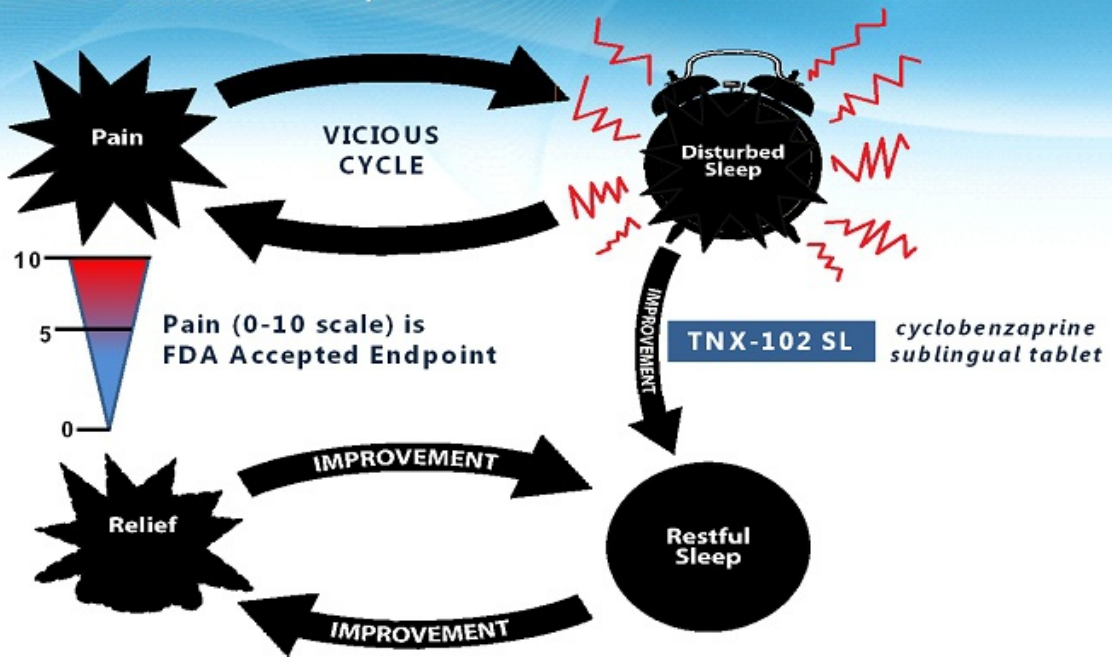 Pain
VICIOUS
CYCLE
Disturbed
Sleep
10
5
0
Pain (0-10 scale) is
FDA Accepted Endpoint
IMPROVEMENT
TNX-102 SL
cyclobenzaprine
sublingual tablet
Relief
IMPROVEMENT
Restful
Sleep
IMPROVEMENT